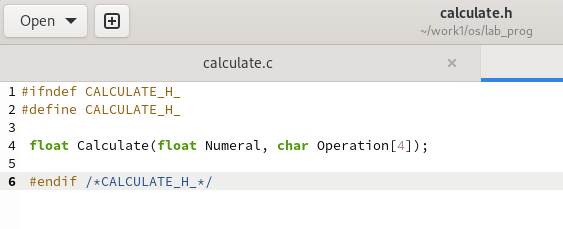 Open
calculate.h
~/work1/os/lab_prog
calculate.c
1 #ifndef CALCULATE_H_
2 #define CALCULATE_H_
3
4 float Calculate(float Numeral, char Operation[4]);
5
6 #endif /*CALCULATE_H_*/